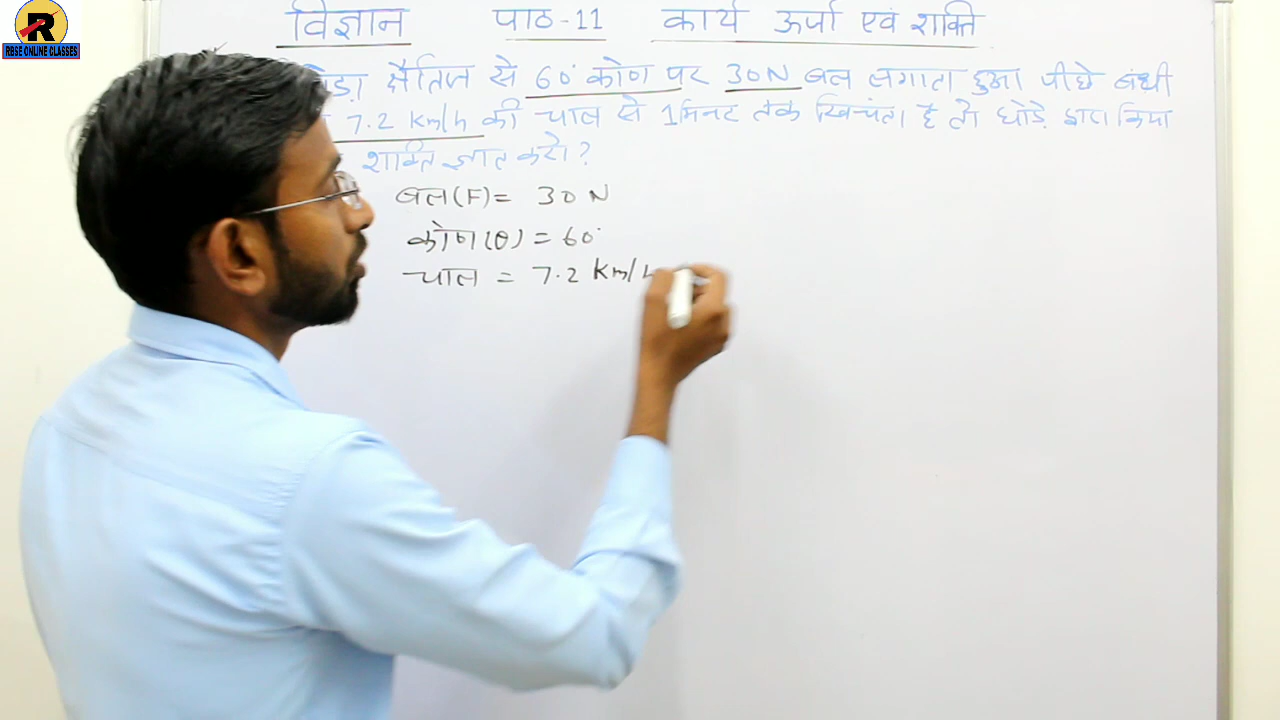 R
RBSE ONLINE CLASSES
विज्ञान पाठ-11 कार्य ऊर्जा एवं शक्ति
क्षैतिज से 60° कोण पर 30N बल लगाता हुआ पीछे बंधी
7.2 Km/h की चाल से 1 मिनट तक खिंचता है तो घोड़े द्वारा किया
शक्ति ज्ञात करो?
बल(F)= 30 N
कोण(θ) = 60°
चाल = 7.2 Km/h